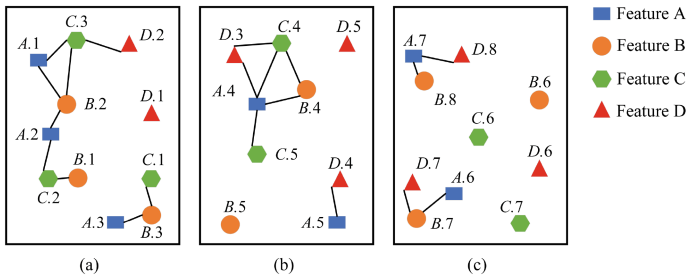 C.3
D.2
A.1
B.2
D.1
A.2
B.1
C.1
C.2
A.3
B.3
(a)
D.3
C.4
D.5
A.4
B.4
C.5
D.4
B.5
A.5
(b)
A.7
D.8
B.8
B.6
C.6
D.7
A.6
D.6
B.7
C.7
(c)
Feature A
Feature B
Feature C
Feature D